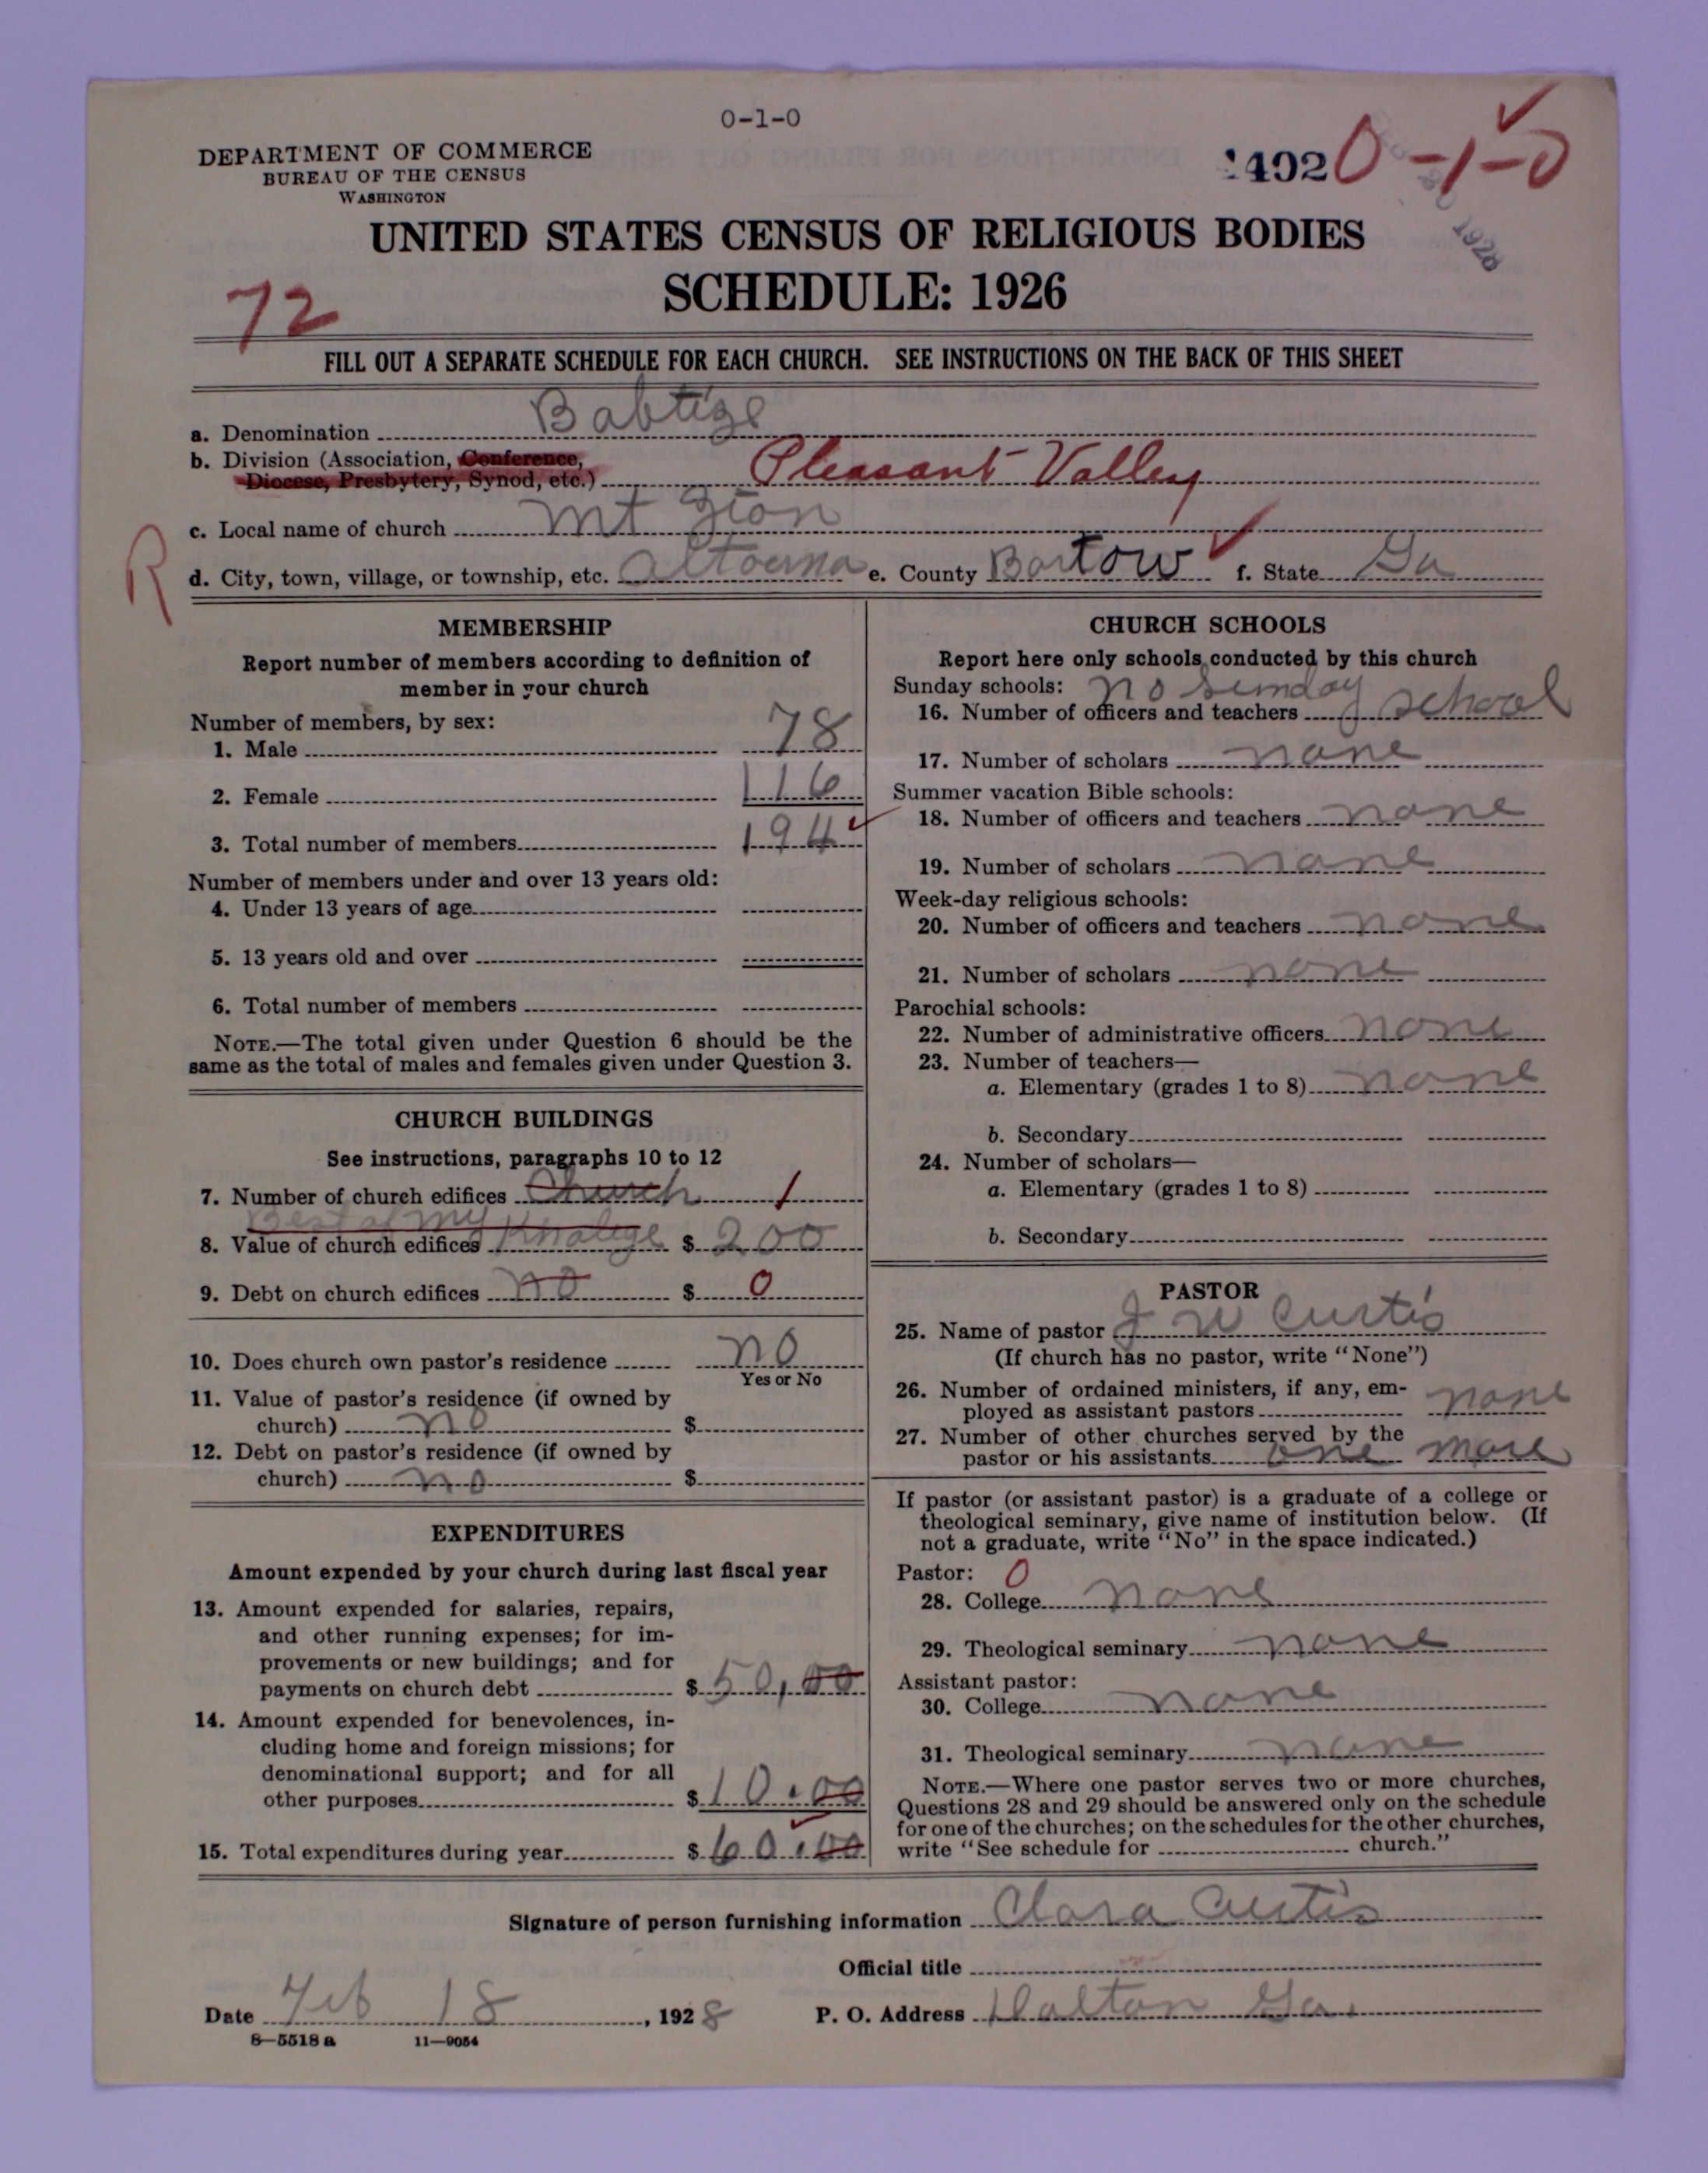 0-1-0
DEPARTMENT OF COMMERCE
BUREAU OF THE CENSUS
WASHINGTON
1492 0-1-0
1928
UNITED STATES CENSUS OF RELIGIOUS BODIES
SCHEDULE: 1926
72
FILL OUT A SEPARATE SCHEDULE FOR EACH CHURCH. SEE INSTRUCTIONS ON THE BACK OF THIS SHEET
a. Denomination Babtize
b. Division (Association, Conference,
Diocese, Presbytery, Synod, etc.) Pleasant Valley
c. Local name of church Mt Zion
R
d. City, town, village, or township, etc. e. County Bartow f. State Ga
MEMBERSHIP
Report number of members according to definition of
member in your church
Number of members, by sex:
1. Male 78
2. Female 116
3. Total number of members 194
Number of members under and over 13 years old:
4. Under 13 years of age
5. 13 years old and over
6. Total number of members
NOTE.—The total given under Question 6 should be the
same as the total of males and females given under Question 3.
CHURCH BUILDINGS
See instructions, paragraphs 10 to 12
7. Number of church edifices Church 1
Best of my
8. Value of church edifices Knolege $ 200
9. Debt on church edifices no $ 0
10. Does church own pastor's residence no
Yes or No
11. Value of pastor's residence (if owned by
church) no $
12. Debt on pastor's residence (if owned by
church) no $
EXPENDITURES
Amount expended by your church during last fiscal year
13. Amount expended for salaries, repairs,
and other running expenses; for im-
provements or new buildings; and for
payments on church debt $ 50,00
14. Amount expended for benevolences, in-
cluding home and foreign missions; for
denominational support; and for all
other purposes $ 10.00
15. Total expenditures during year $ 60.00
CHURCH SCHOOLS
Report here only schools conducted by this church
Sunday schools: no Sunday school
16. Number of officers and teachers
17. Number of scholars none
Summer vacation Bible schools:
18. Number of officers and teachers none
19. Number of scholars none
Week-day religious schools:
20. Number of officers and teachers none
21. Number of scholars none
Parochial schools:
22. Number of administrative officers none
23. Number of teachers—
a. Elementary (grades 1 to 8) none
b. Secondary
24. Number of scholars—
a. Elementary (grades 1 to 8)
b. Secondary
PASTOR
25. Name of pastor J W Curtis
(If church has no pastor, write "None")
26. Number of ordained ministers, if any, em-
ployed as assistant pastors none
27. Number of other churches served by the
pastor or his assistants one more
If pastor (or assistant pastor) is a graduate of a college or
theological seminary, give name of institution below. (If
not a graduate, write "No" in the space indicated.)
Pastor: 0
28. College none
29. Theological seminary none
Assistant pastor:
30. College none
31. Theological seminary none
NOTE.—Where one pastor serves two or more churches,
Questions 28 and 29 should be answered only on the schedule
for one of the churches; on the schedules for the other churches,
write "See schedule for church."
Signature of person furnishing information Clara Curtis
Official title
Date Feb 18, 1928 P. O. Address Dalton Ga.
8—5518 a 11—9054